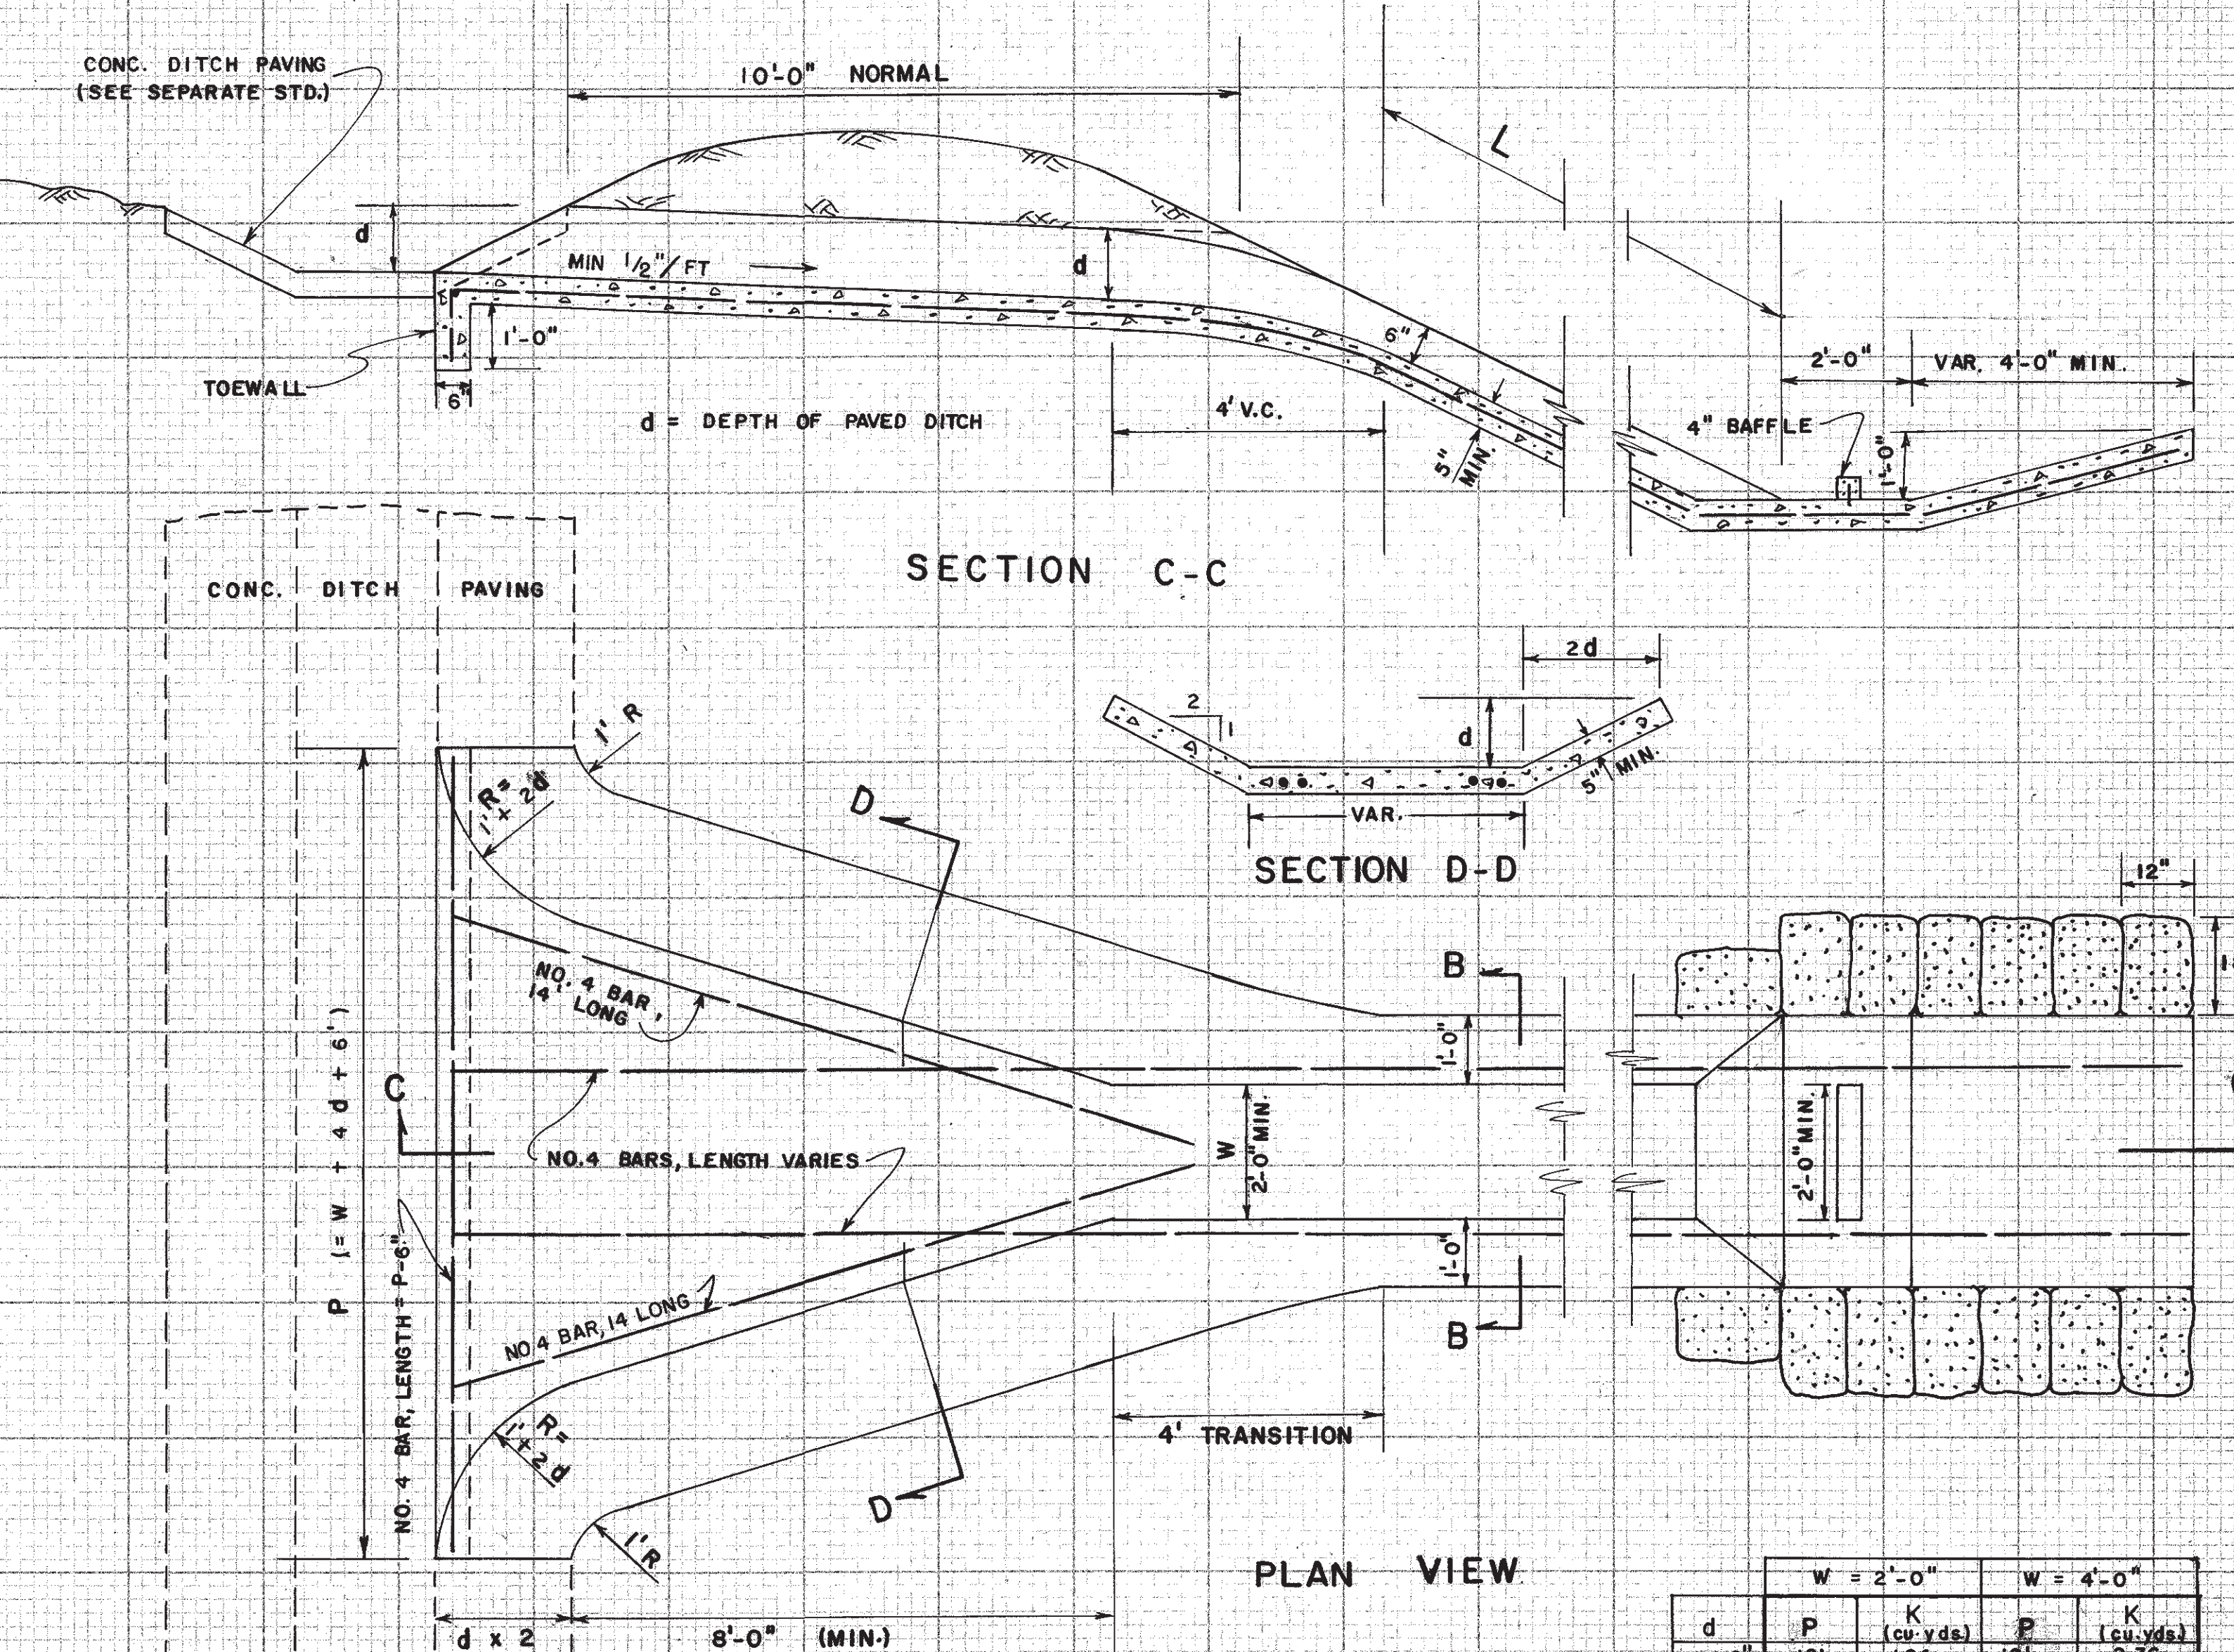 CONC. DITCH PAVING
(SEE SEPARATE STD.)
10'-0" NORMAL
L
d
MIN 1/2"/FT
d
1'-0"
6"
2'-0"
VAR. 4'-0" MIN.
TOEWALL
6"
d = DEPTH OF PAVED DITCH
4' V.C.
5"
MIN.
4" BAFFLE
1'-0"
SECTION C-C
CONC. DITCH PAVING
2d
2
1
d
5" MIN.
VAR.
SECTION D-D
1' R
R=
1' + 2d
D
12"
NO. 4 BAR,
14' LONG
B
1'-0"
P (= W + 4d + 6')
C
NO.4 BARS, LENGTH VARIES
W
2'-0" MIN.
2'-0" MIN.
NO. 4 BAR, LENGTH = P-6"
NO.4 BAR, 14 LONG
1'-0"
B
R=
1' + 2d
4' TRANSITION
D
1'R
PLAN VIEW
d x 2
8'-0" (MIN.)
W = 2'-0" W = 4'-0"
d P K P K
(cu.yds.) (cu.yds.)